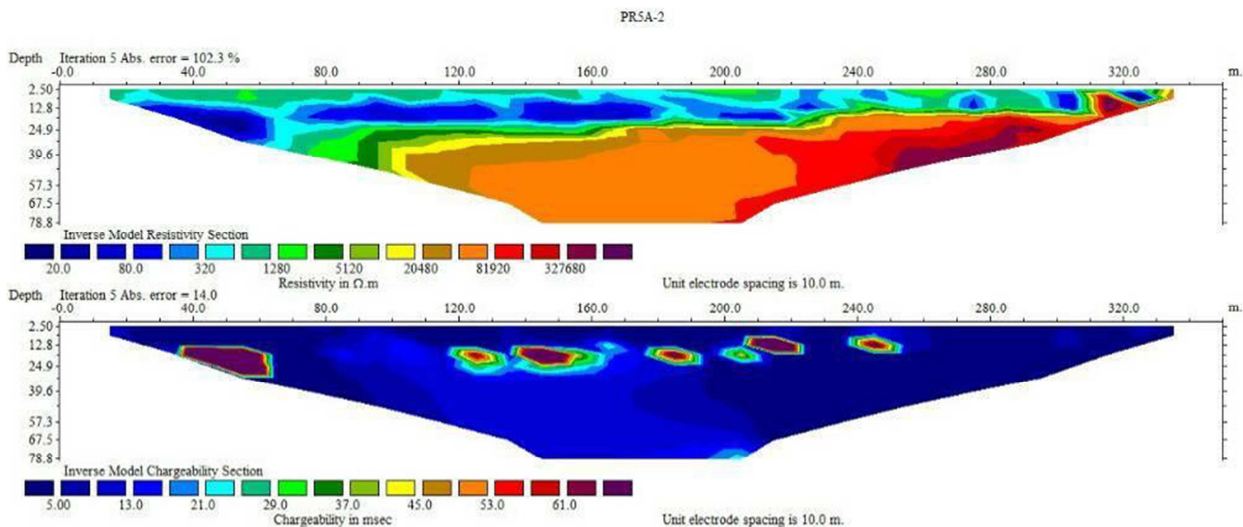 PR5A-2
Depth Iteration 5 Abs. error = 102.3 %
-0.0 40.0 80.0 120.0 160.0 200.0 240.0 280.0 320.0 m.
2.50
12.8
24.9
39.6
57.3
67.5
78.8
Inverse Model Resistivity Section
20.0 80.0 320 1280 5120 20480 81920 327680
Resistivity in Ω.m Unit electrode spacing is 10.0 m.
Depth Iteration 5 Abs. error = 14.0
-0.0 40.0 80.0 120.0 160.0 200.0 240.0 280.0 320.0 m.
2.50
12.8
24.9
39.6
57.3
67.5
78.8
Inverse Model Chargeability Section
5.00 13.0 21.0 29.0 37.0 45.0 53.0 61.0
Chargeability in msec Unit electrode spacing is 10.0 m.